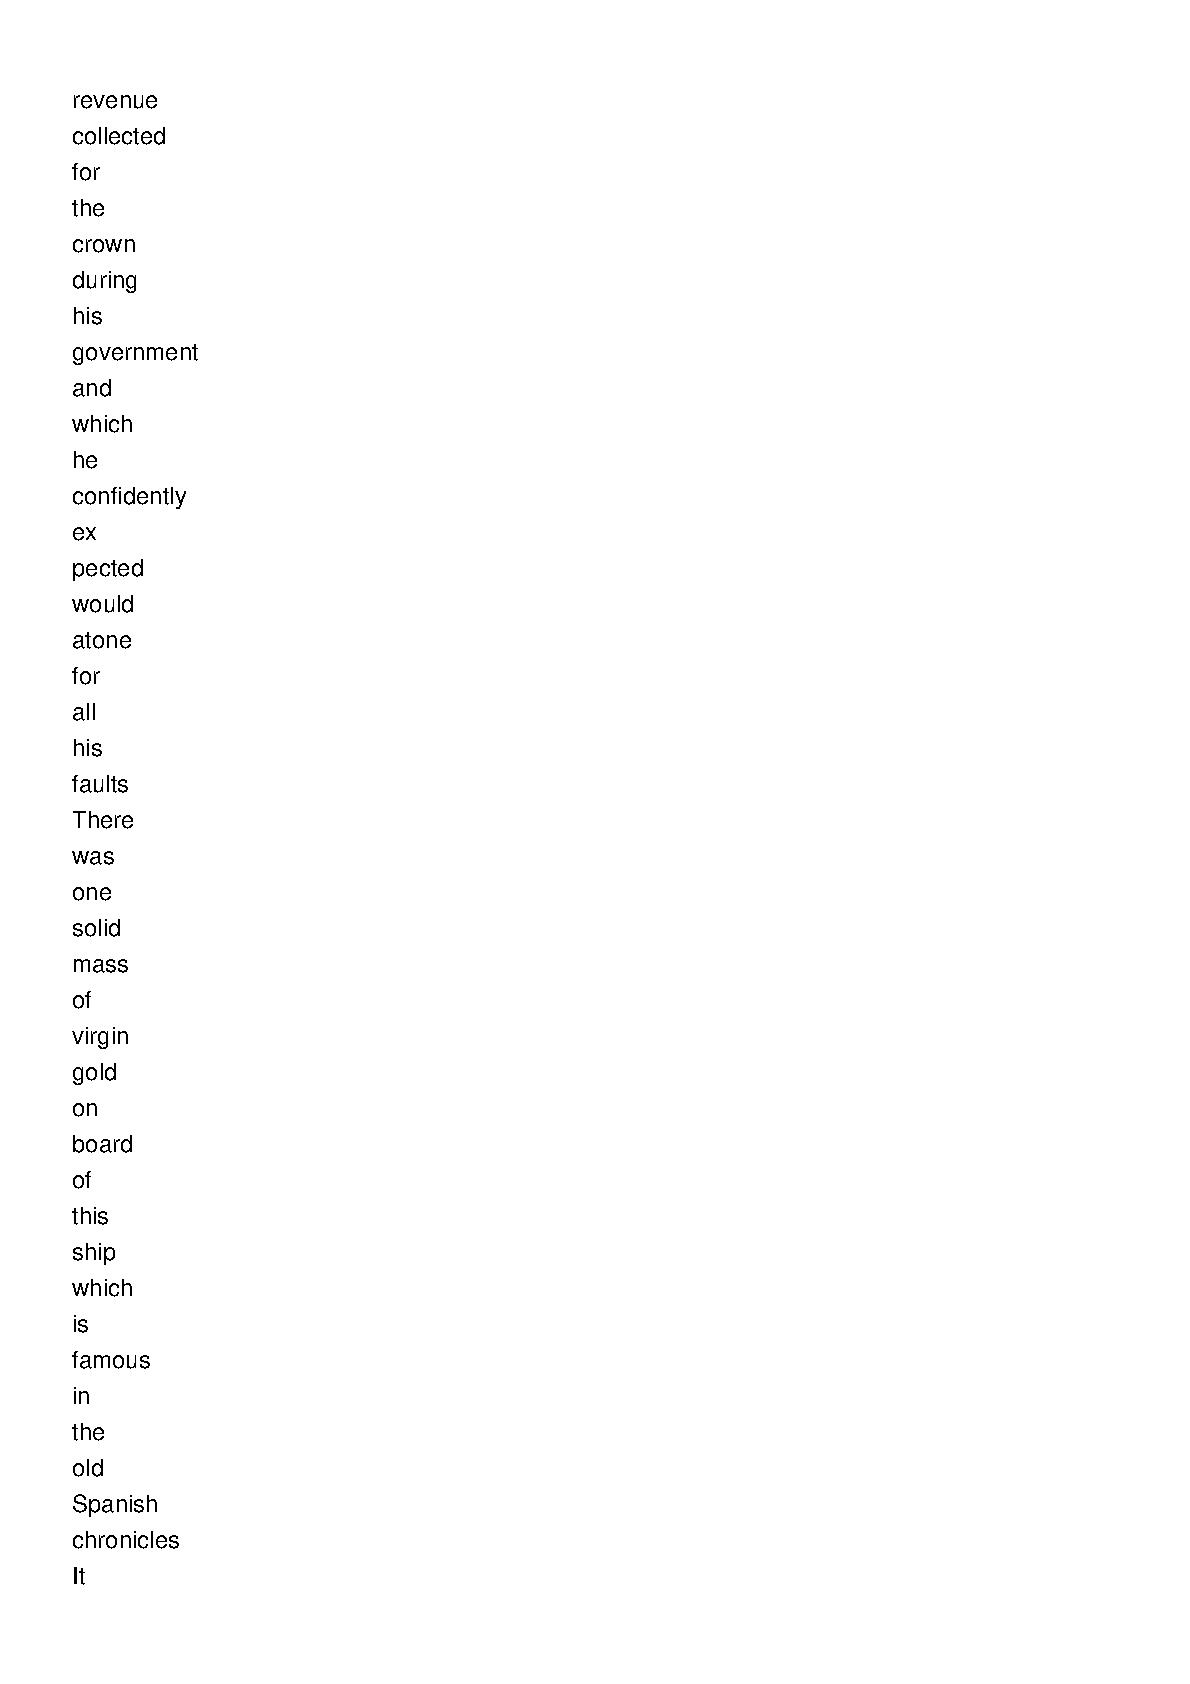 revenue
collected
for
the
crown
during
his
government
and
which
he
confidently
ex
pected
would
atone
for
all
his
faults
There
was
one
solid
mass
of
virgin
gold
on
board
of
this
ship
which
is
famous
in
the
old
Spanish
chronicles
It